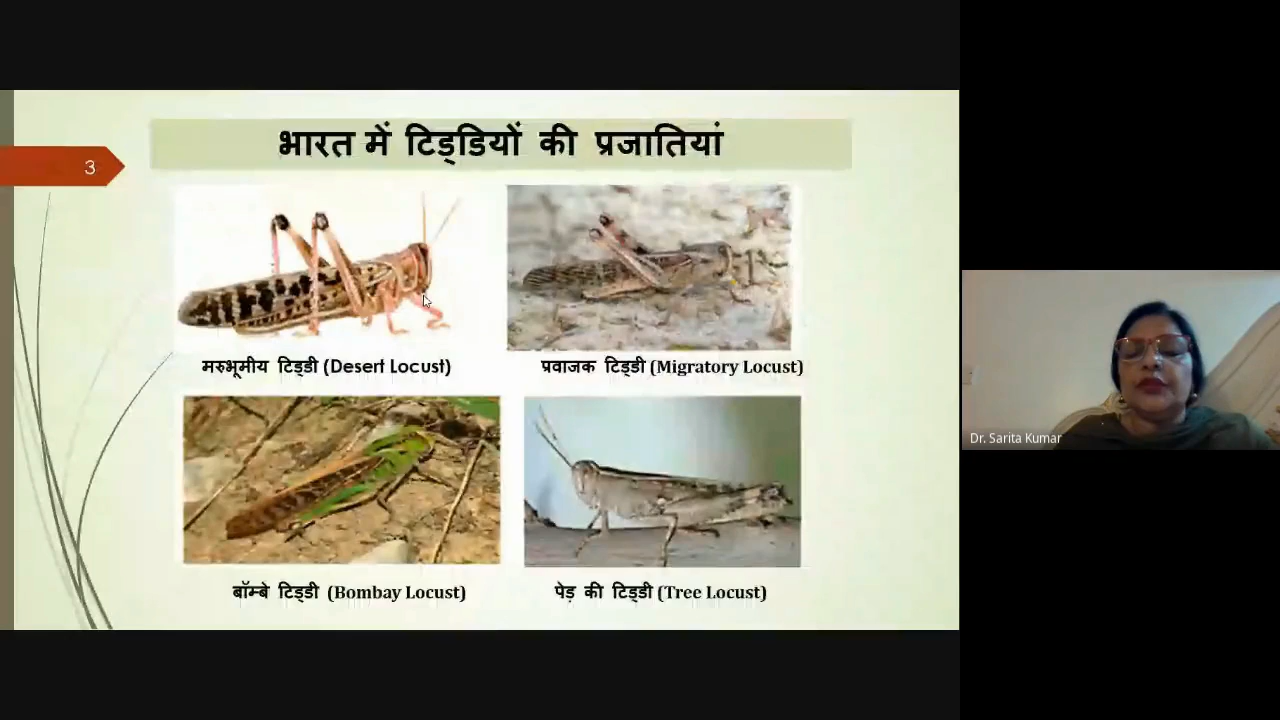 भारत में टिड्डियों की प्रजातियां
3
मरुभूमीय टिड्डी (Desert Locust)
प्रवाजक टिड्डी (Migratory Locust)
बॉम्बे टिड्डी (Bombay Locust)
पेड़ की टिड्डी (Tree Locust)
Dr. Sarita Kumar